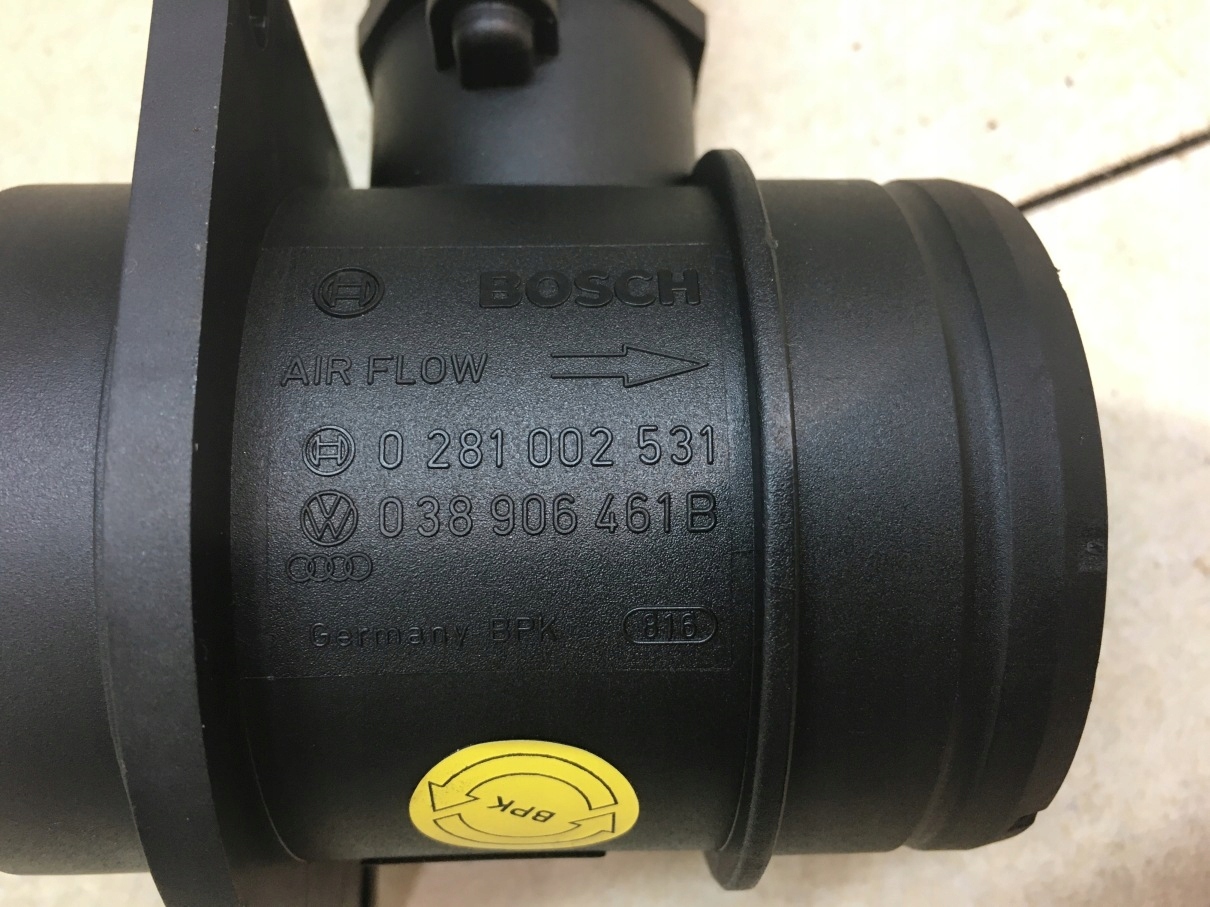 BOSCH
AIR FLOW
0 281 002 531
038 906 461B
Germany BPK 816
BPK